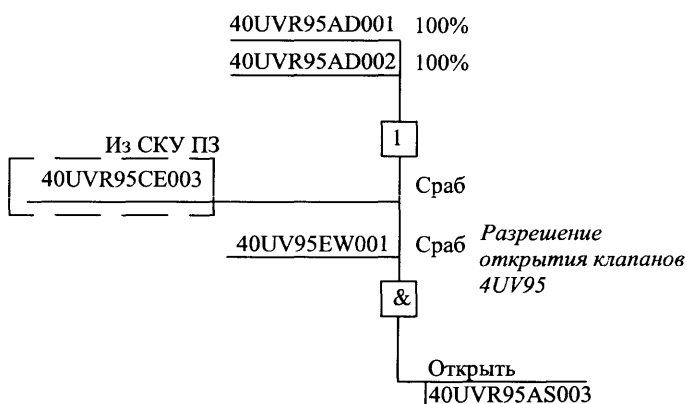 40UVR95AD001 100%
40UVR95AD002 100%
1
Из СКУ ПЗ
40UVR95CE003
Сраб
40UV95EW001 Сраб
Разрешение
открытия клапанов
4UV95
&
Открыть
40UVR95AS003